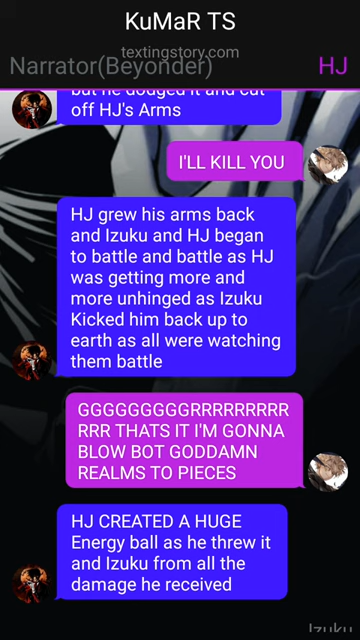 KuMaR TS
textingstory.com
Narrator(Beyonder)
HJ
but he dodged it and cut
off HJ's Arms
I'LL KILL YOU
HJ grew his arms back
and Izuku and HJ began
to battle and battle as HJ
was getting more and
more unhinged as Izuku
Kicked him back up to
earth as all were watching
them battle
GGGGGGGGGRRRRRRRRR
RRR THATS IT I'M GONNA
BLOW BOT GODDAMN
REALMS TO PIECES
HJ CREATED A HUGE
Energy ball as he threw it
and Izuku from all the
damage he received
Izuku